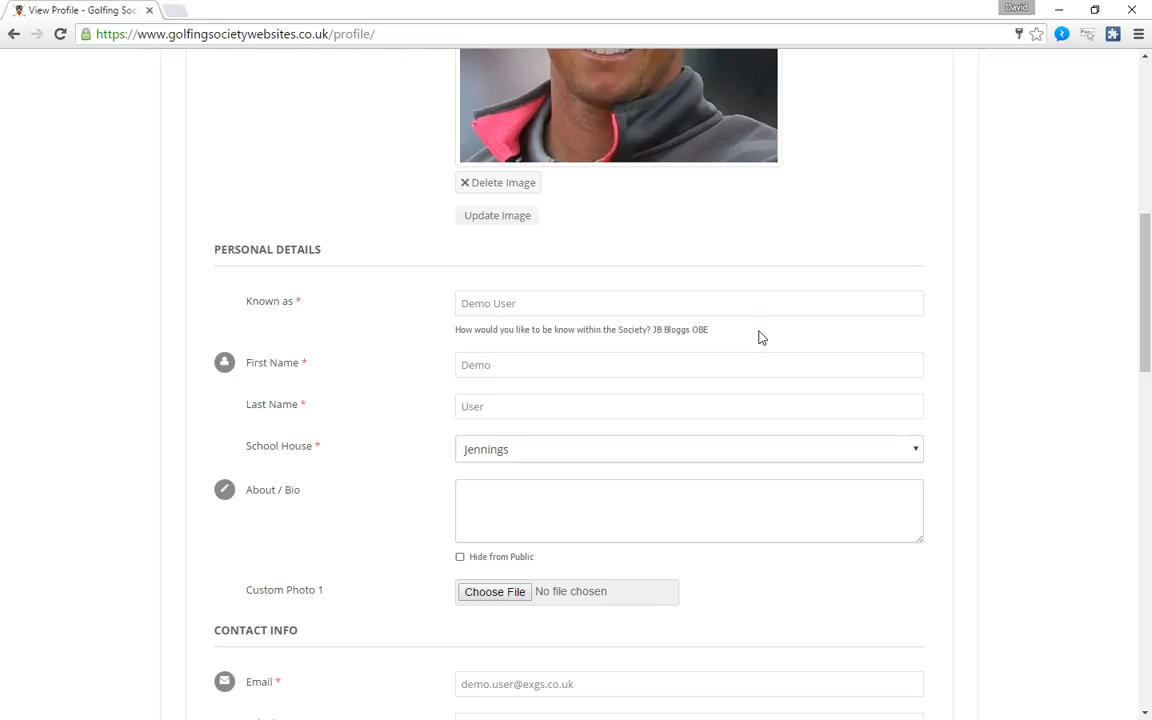 View Profile - Golfing Soc
David
https://www.golfingsocietywebsites.co.uk/profile/
Delete Image
Update Image
PERSONAL DETAILS
Known as *
Demo User
How would you like to be know within the Society? JB Bloggs OBE
First Name *
Demo
Last Name *
User
School House *
Jennings
About / Bio
Hide from Public
Custom Photo 1
Choose File No file chosen
CONTACT INFO
Email *
demo.user@exgs.co.uk